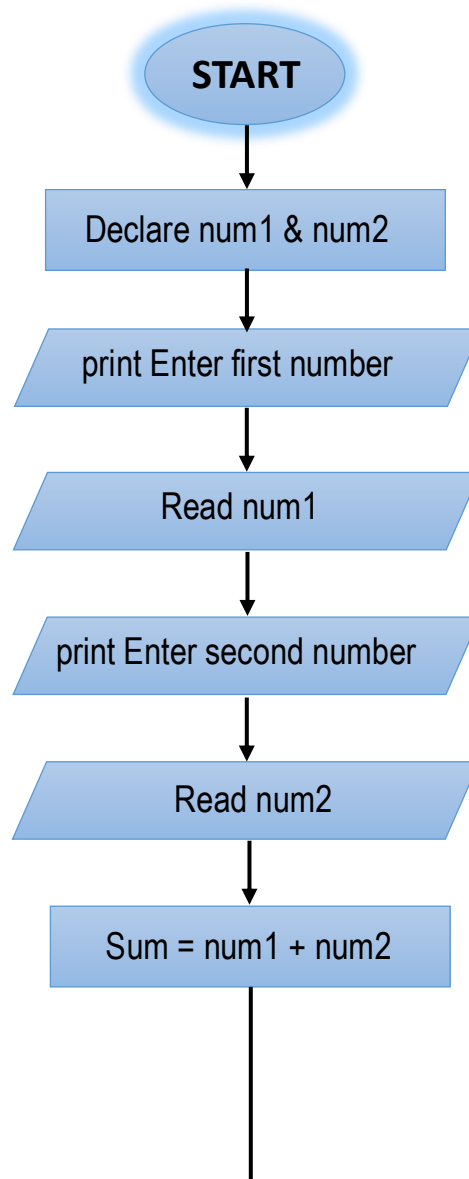 START
Declare num1 & num2
print Enter first number
Read num1
print Enter second number
Read num2
Sum = num1 + num2